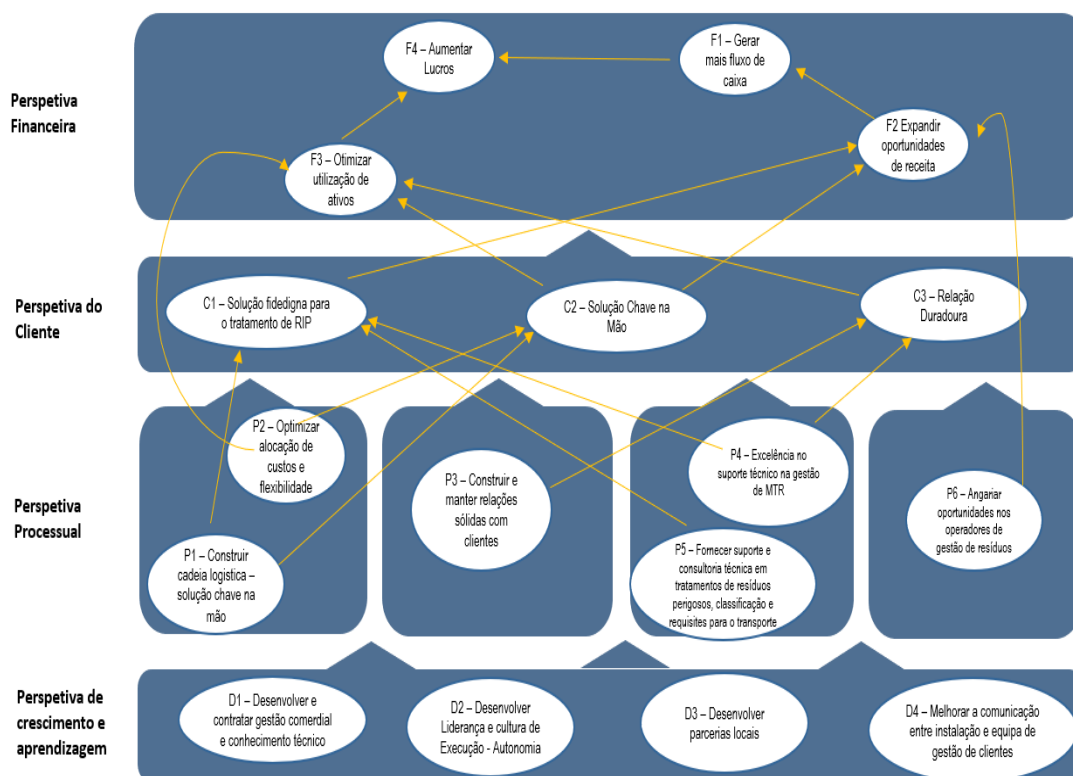 F4 – Aumentar
Lucros
F1 – Gerar
mais fluxo de
caixa
Perspetiva
Financeira
F2 Expandir
oportunidades
de receita
F3 – Otimizar
utilização de
ativos
Perspetiva do
Cliente
C1 – Solução fidedigna para
o tratamento de RIP
C2 – Solução Chave na
Mão
C3 – Relação
Duradoura
Perspetiva
Processual
P2 – Optimizar
alocação de
custos e
flexibilidade
P1 – Construir
cadeia logistica –
solução chave na
mão
P3 – Construir e
manter relações
sólidas com
clientes
P4 – Excelência no
suporte técnico na gestão
de MTR
P5 – Fornecer suporte e
consultoria técnica em
tratamentos de resíduos
perigosos, classificação e
requisites para o transporte
P6 – Angariar
oportunidades nos
operadores de
gestão de resíduos
Perspetiva de
crescimento e
aprendizagem
D1 – Desenvolver e
contratar gestão comerdial
e conhecimento técnico
D2 – Desenvolver
Liderança e cultura de
Execução - Autonomia
D3 – Desenvolver
parcerias locais
D4 – Melhorar a comunicação
entre instalação e equipa de
gestão de clientes